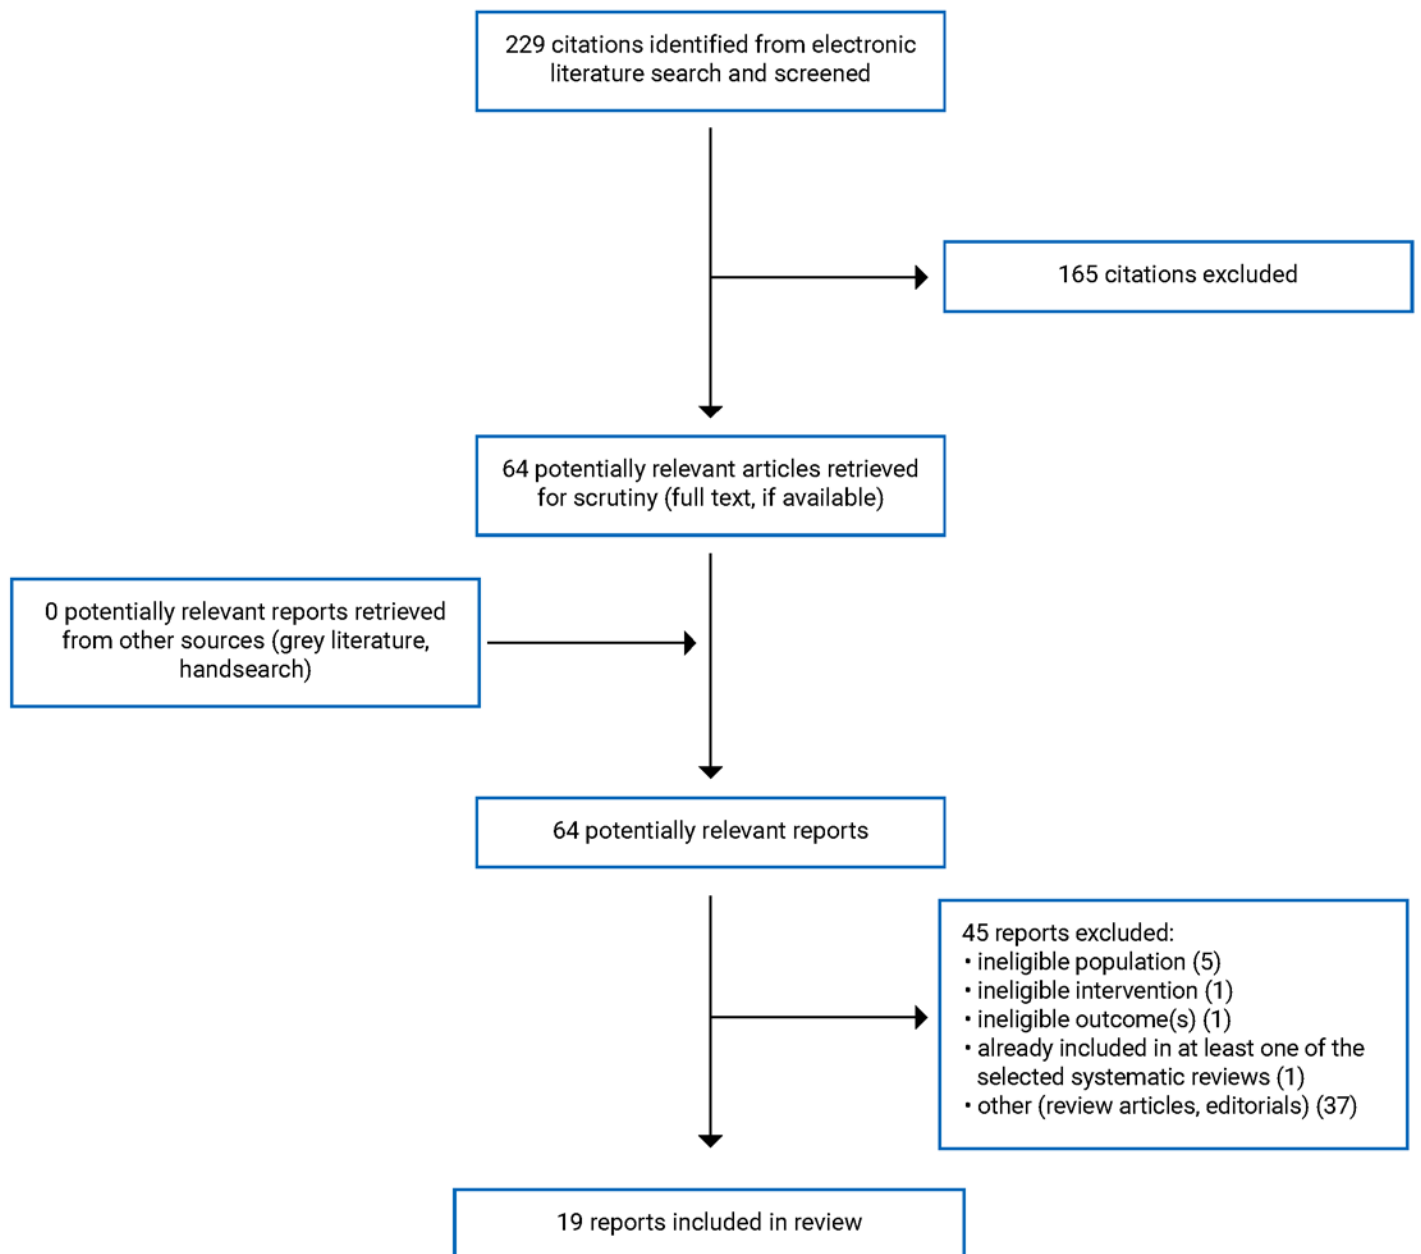 229 citations identified from electronic
literature search and screened
165 citations excluded
64 potentially relevant articles retrieved
for scrutiny (full text, if available)
0 potentially relevant reports retrieved
from other sources (grey literature,
handsearch)
64 potentially relevant reports
45 reports excluded:
• ineligible population (5)
• ineligible intervention (1)
• ineligible outcome(s) (1)
• already included in at least one of the
selected systematic reviews (1)
• other (review articles, editorials) (37)
19 reports included in review